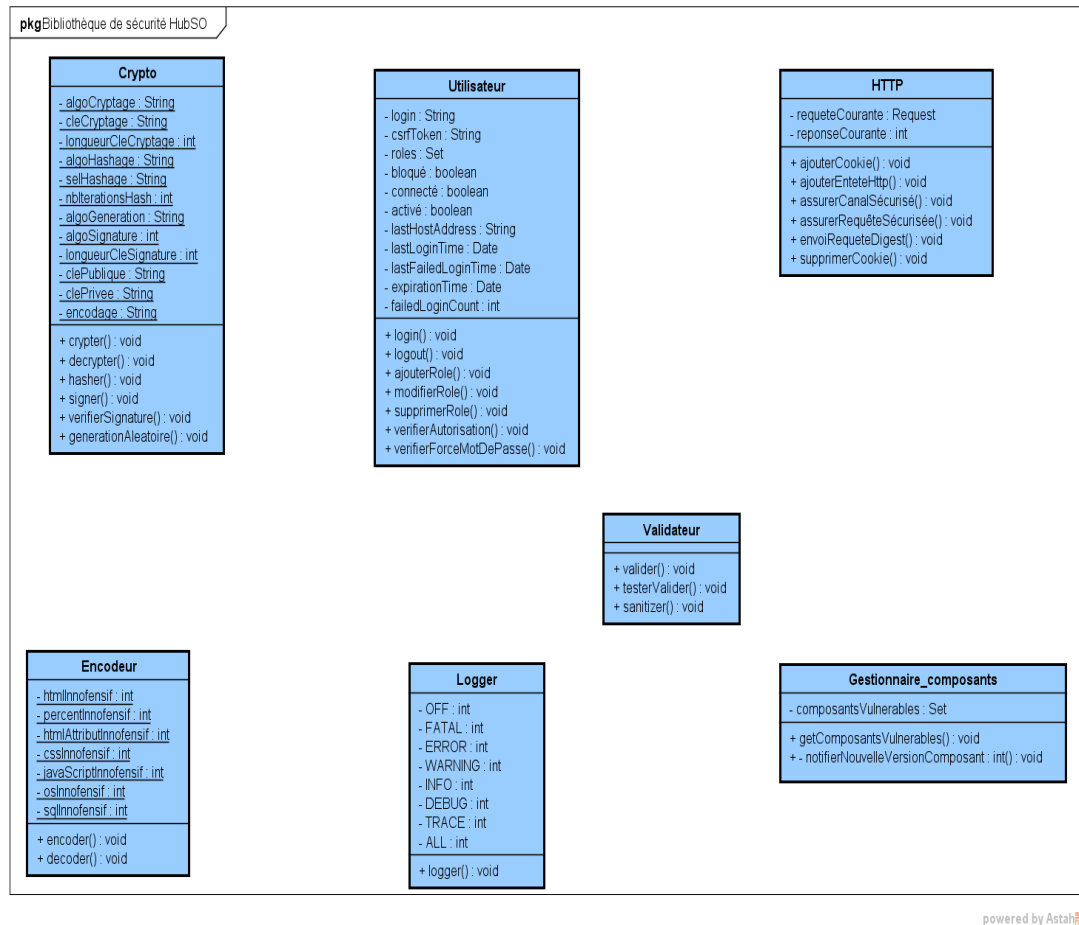 pkg Bibliothèque de sécurité HubSO
Crypto
- algoCryptage : String
- cleCryptage : String
- longueurCleCryptage : int
- algoHashage : String
- selHashage : String
- nbIterationsHash : int
- algoGeneration : String
- algoSignature : int
- longueurCleSignature : int
- clePublique : String
- clePrivee : String
- encodage : String
+ crypter() : void
+ decrypter() : void
+ hasher() : void
+ signer() : void
+ verifierSignature() : void
+ generationAleatoire() : void
Utilisateur
- login : String
- csrfToken : String
- roles : Set
- bloqué : boolean
- connecté : boolean
- activé : boolean
- lastHostAddress : String
- lastLoginTime : Date
- lastFailedLoginTime : Date
- expirationTime : Date
- failedLoginCount : int
+ login() : void
+ logout() : void
+ ajouterRole() : void
+ modifierRole() : void
+ supprimerRole() : void
+ verifierAutorisation() : void
+ verifierForceMotDePasse() : void
HTTP
- requeteCourante : Request
- reponseCourante : int
+ ajouterCookie() : void
+ ajouterEnteteHttp() : void
+ assurerCanalSécurisé() : void
+ assurerRequêteSécurisée() : void
+ envoiRequeteDigest() : void
+ supprimerCookie() : void
Validateur
+ valider() : void
+ testerValider() : void
+ sanitizer() : void
Encodeur
- htmlInnofensif : int
- percentInnofensif : int
- htmlAttributInnofensif : int
- cssInnofensif : int
- javaScriptInnofensif : int
- osInnofensif : int
- sqlInnofensif : int
+ encoder() : void
+ decoder() : void
Logger
- OFF : int
- FATAL : int
- ERROR : int
- WARNING : int
- INFO : int
- DEBUG : int
- TRACE : int
- ALL : int
+ logger() : void
Gestionnaire_composants
- composantsVulnerables : Set
+ getComposantsVulnerables() : void
+ - notifierNouvelleVersionComposant : int() : void
powered by Astah